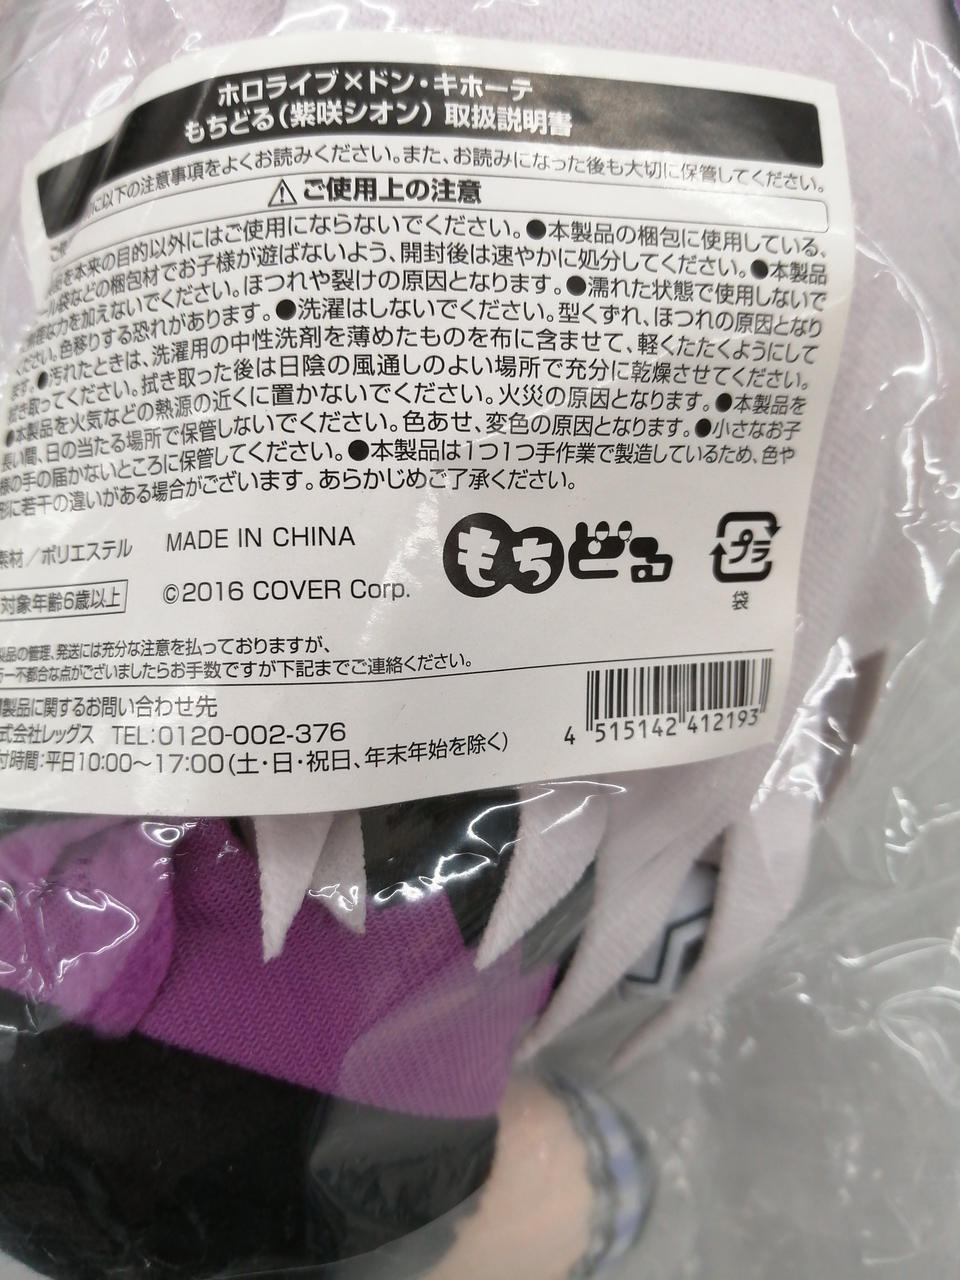 ホロライブ×ドン・キホーテ
もちどる(紫咲シオン) 取扱説明書
に以下の注意事項をよくお読みください。また、お読みになった後も大切に保管してください。
⚠ご使用上の注意
品を本来の目的以外にはご使用にならないでください。●本製品の梱包に使用している、
ル袋などの梱包材でお子様が遊ばないよう、開封後は速やかに処分してください。●本製品
無理な力を加えないでください。ほつれや裂けの原因となります。●濡れた状態で使用しないで
ください。色移りする恐れがあります。●洗濯はしないでください。型くずれ、ほつれの原因となり
ます。●汚れたときは、洗濯用の中性洗剤を薄めたものを布に含ませて、軽くたたくようにして
拭き取ってください。拭き取った後は日陰の風通しのよい場所で充分に乾燥させてください。
●本製品を火気などの熱源の近くに置かないでください。火災の原因となります。●本製品を
長い間、日の当たる場所で保管しないでください。色あせ、変色の原因となります。●小さなお子
様の手の届かないところに保管してください。●本製品は1つ1つ手作業で製造しているため、色や
形に若干の違いがある場合がございます。あらかじめご了承ください。
素材/ポリエステル MADE IN CHINA
対象年齢6歳以上 ©2016 COVER Corp.
もちどる
プラ
袋
製品の管理、発送には充分な注意を払っておりますが、
一不都合な点がございましたらお手数ですが下記までご連絡ください。
製品に関するお問い合わせ先
式会社レッグス TEL:0120-002-376
付時間:平日10:00～17:00(土・日・祝日、年末年始を除く)
4 515142 412193